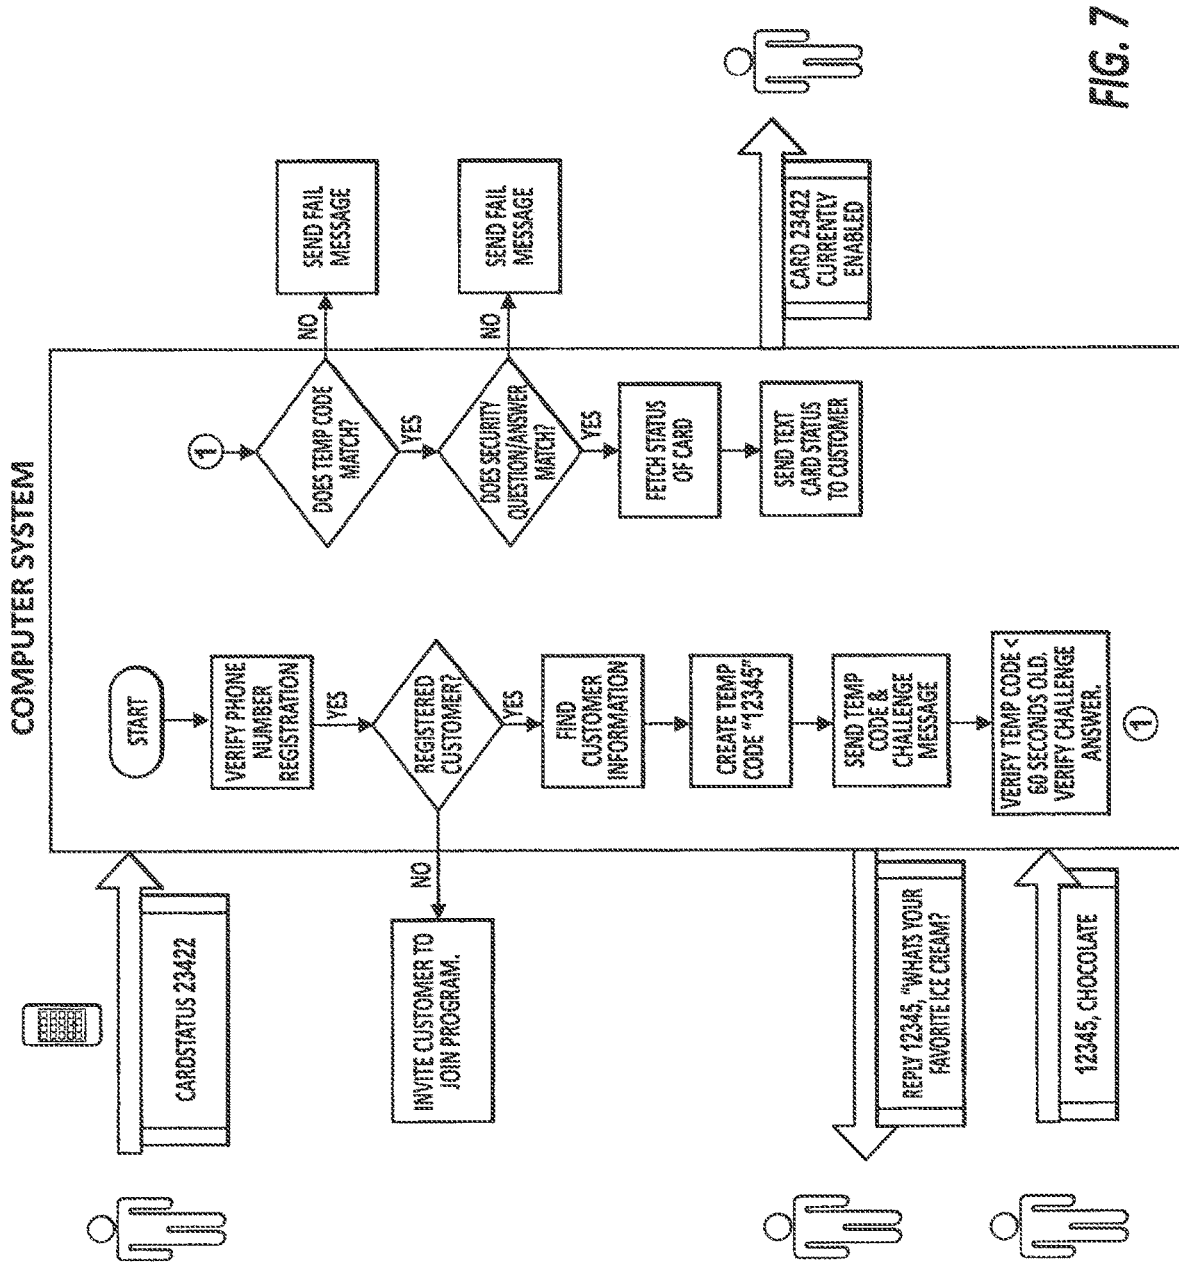 COMPUTER SYSTEM
CARDSTATUS 23422
START
VERIFY PHONE
NUMBER
REGISTRATION
YES
REGISTERED
CUSTOMER?
NO
INVITE CUSTOMER TO
JOIN PROGRAM.
YES
FIND
CUSTOMER
INFORMATION
CREATE TEMP
CODE "12345"
SEND TEMP
CODE &
CHALLENGE
MESSAGE
REPLY 12345, "WHATS YOUR
FAVORITE ICE CREAM?
12345, CHOCOLATE
VERIFY TEMP CODE <
60 SECONDS OLD.
VERIFY CHALLENGE
ANSWER.
1
1
DOES TEMP CODE
MATCH?
NO
SEND FAIL
MESSAGE
YES
DOES SECURITY
QUESTION/ANSWER
MATCH?
NO
SEND FAIL
MESSAGE
YES
FETCH STATUS
OF CARD
SEND TEXT
CARD STATUS
TO CUSTOMER
CARD 23422
CURRENTLY
ENABLED
FIG. 7